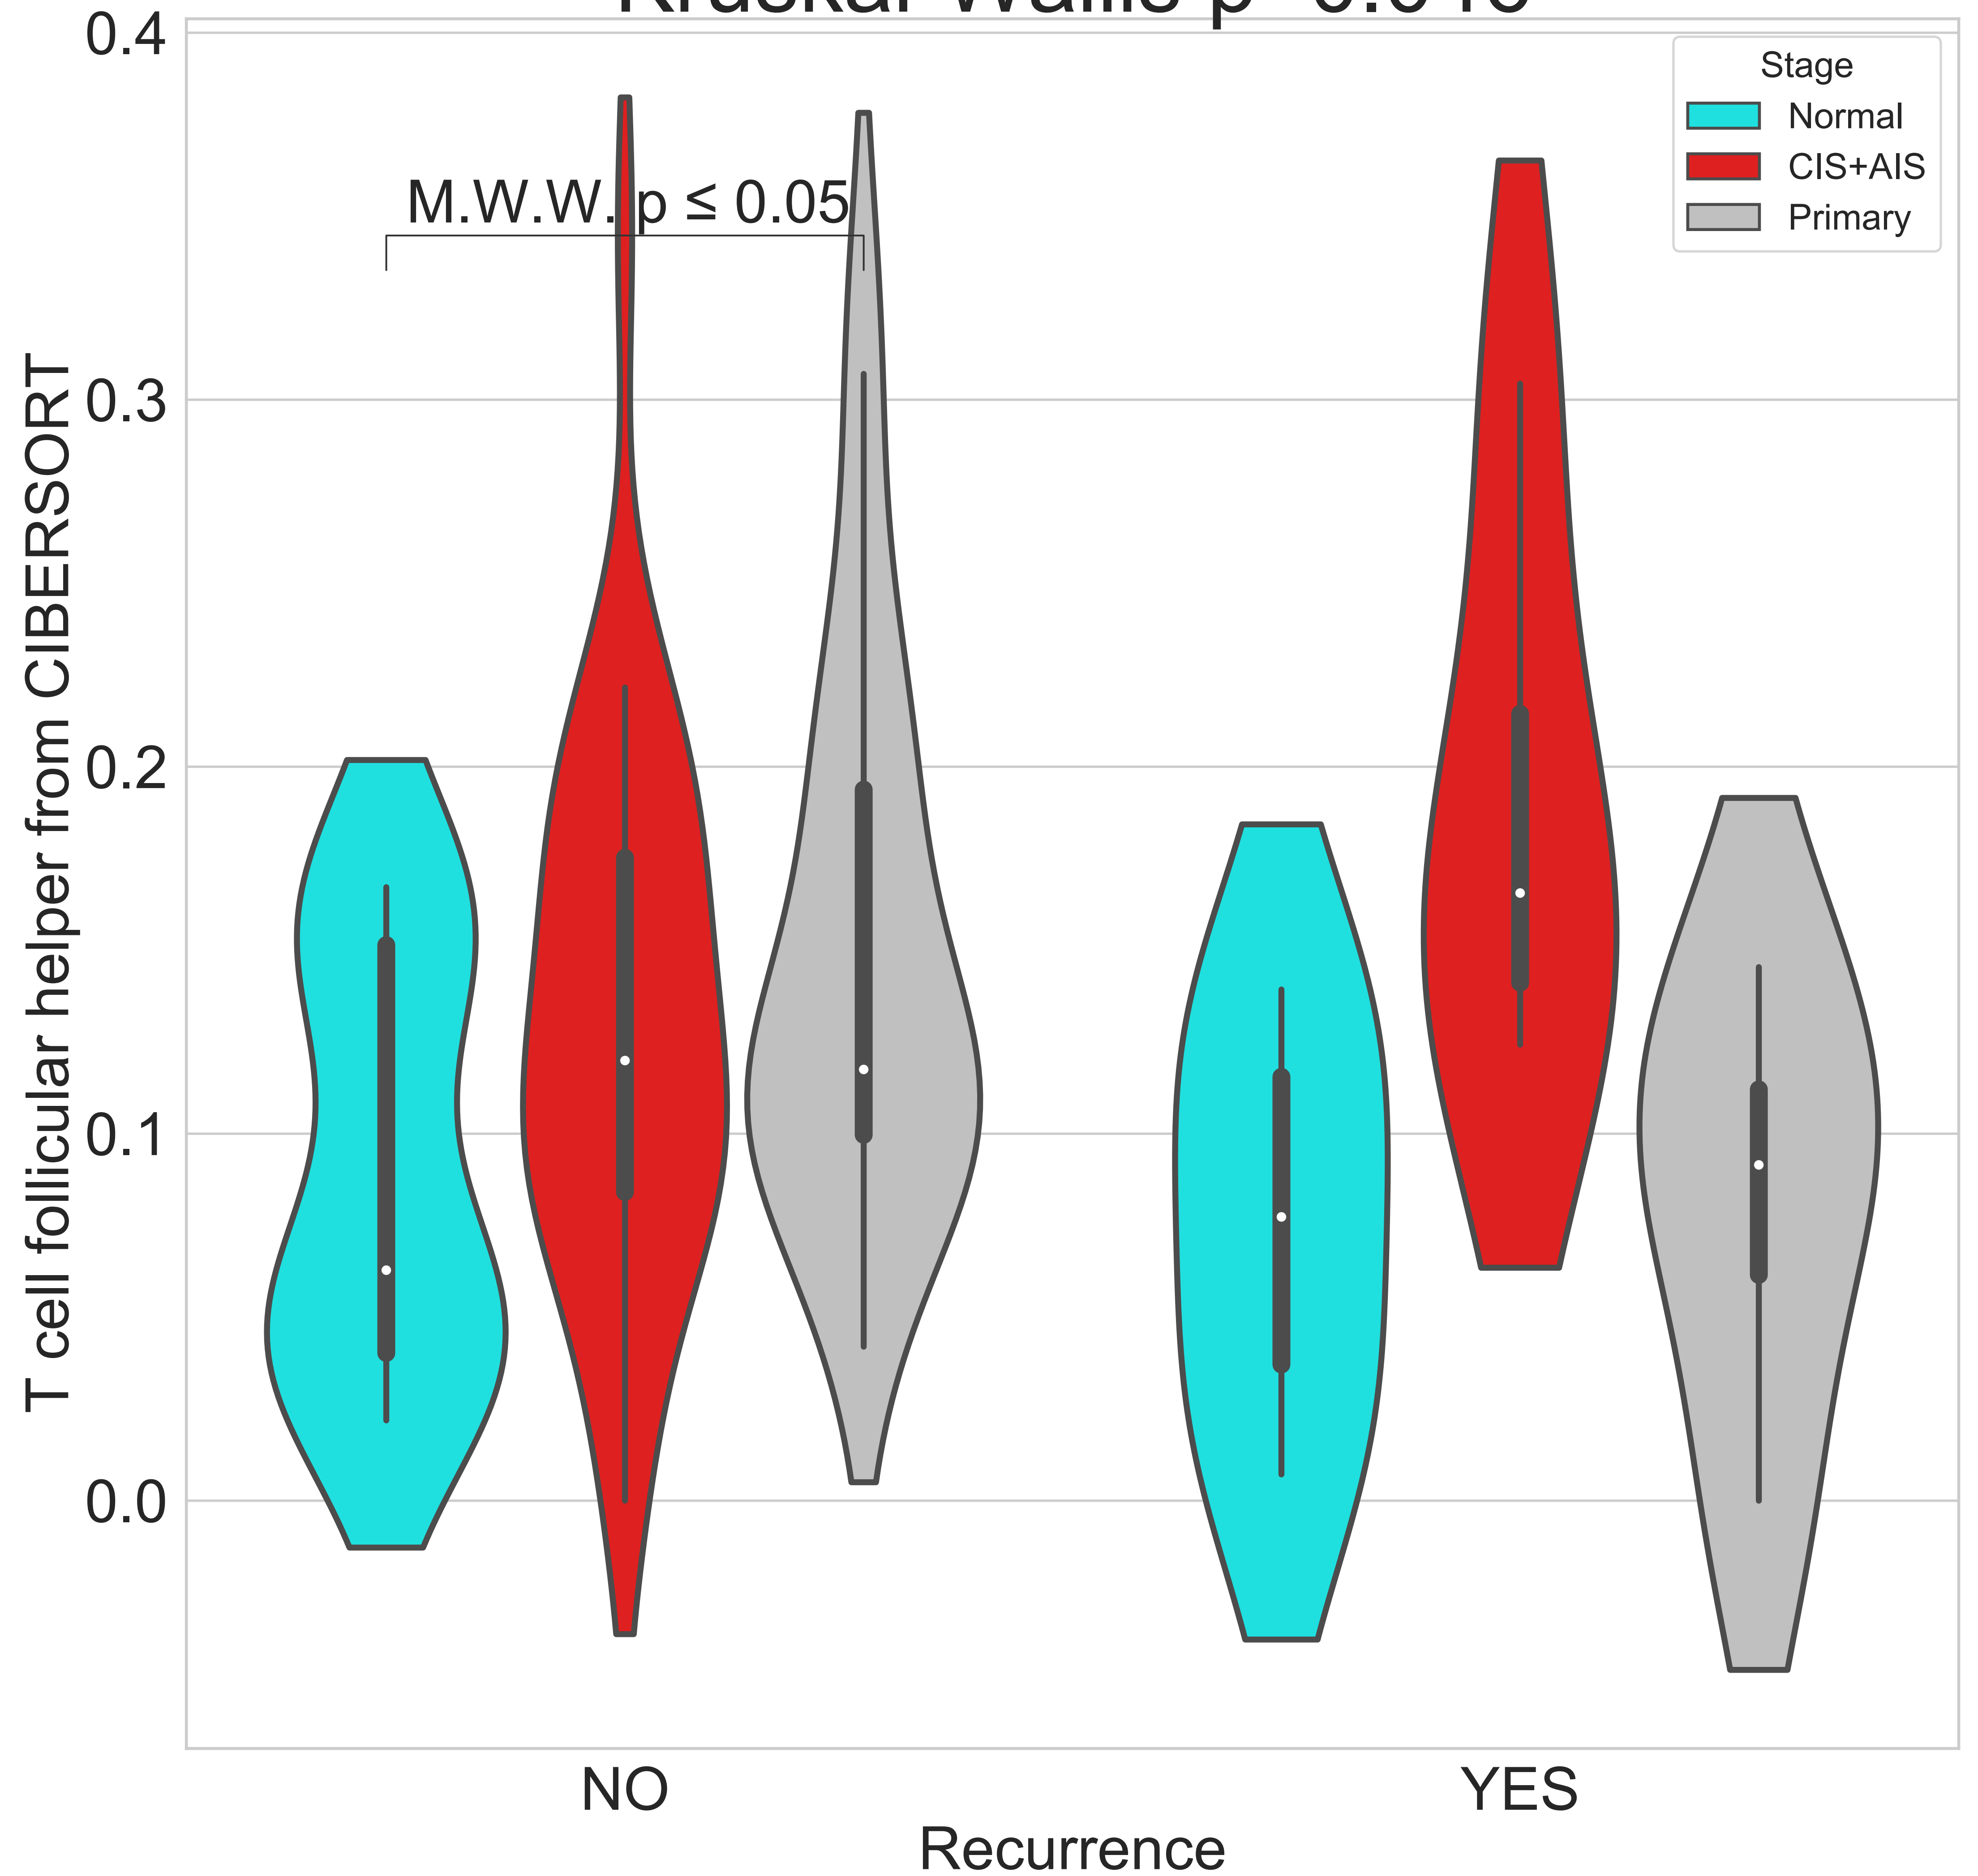 0.4
0.3
0.2
0.1
0.0
T cell follicular helper from CIBERSORT
M.W.W. p ≤ 0.05
Stage
Normal
CIS+AIS
Primary
NO
YES
Recurrence